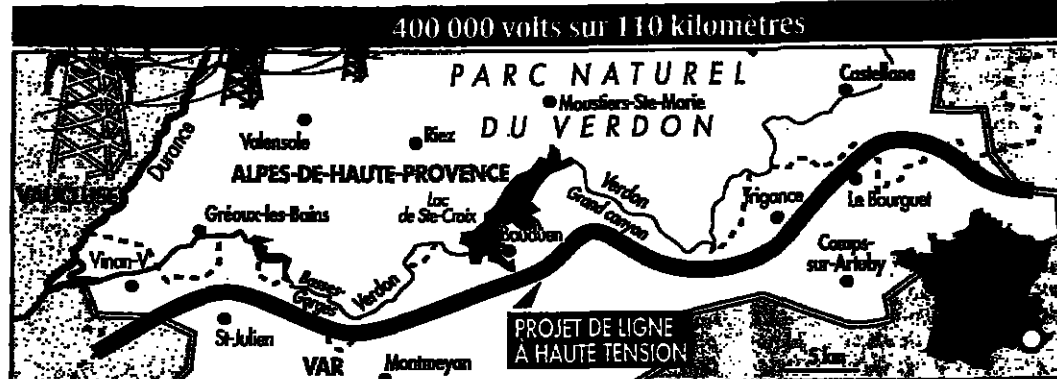 400 000 volts sur 110 kilomètres
PARC NATUREL
DU VERDON
Castellane
Moustiers-Ste-Marie
Valensole
Riez
Durance
ALPES-DE-HAUTE-PROVENCE
VAUCLUSE
Lac
de Ste-Croix
Verdon
Grand canyon
Trigance
Le Bourguet
Gréoux-les-Bains
Bauduen
Vinon-V
Basses-
Gorges
Verdon
Comps-
sur-Artuby
St-Julien
VAR
Montmeyan
PROJET DE LIGNE
À HAUTE TENSION
5 km